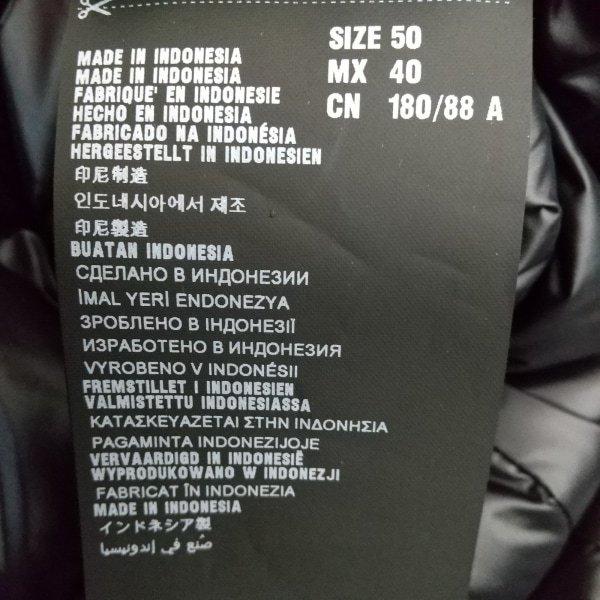 SIZE 50
MX 40
CN 180/88 A
MADE IN INDONESIA
MADE IN INDONESIA
FABRIQUE' EN INDONESIE
HECHO EN INDONESIA
FABRICADO NA INDONÉSIA
HERGEESTELLT IN INDONESIEN
印尼制造
인도네시아에서 제조
印尼製造
BUATAN INDONESIA
СДЕЛАНО В ИНДОНЕЗИИ
İMAL YERİ ENDONEZYA
ЗРОБЛЕНО В ІНДОНЕЗІЇ
ИЗРАБОТЕНО В ИНДОНЕЗИЯ
VYROBENO V INDONÉSII
FREMSTILLET I INDONESIEN
VALMISTETTU INDONESIASSA
ΚΑΤΑΣΚΕΥΑΖΕΤΑΙ ΣΤΗΝ ΙΝΔΟΝΗΣΙΑ
PAGAMINTA INDONEZIJOJE
VERVAARDIGD IN INDONESIË
WYPRODUKOWANO W INDONEZJI
FABRICAT ÎN INDONEZIA
MADE IN INDONESIA
インドネシア製
صُنع في إندونيسيا